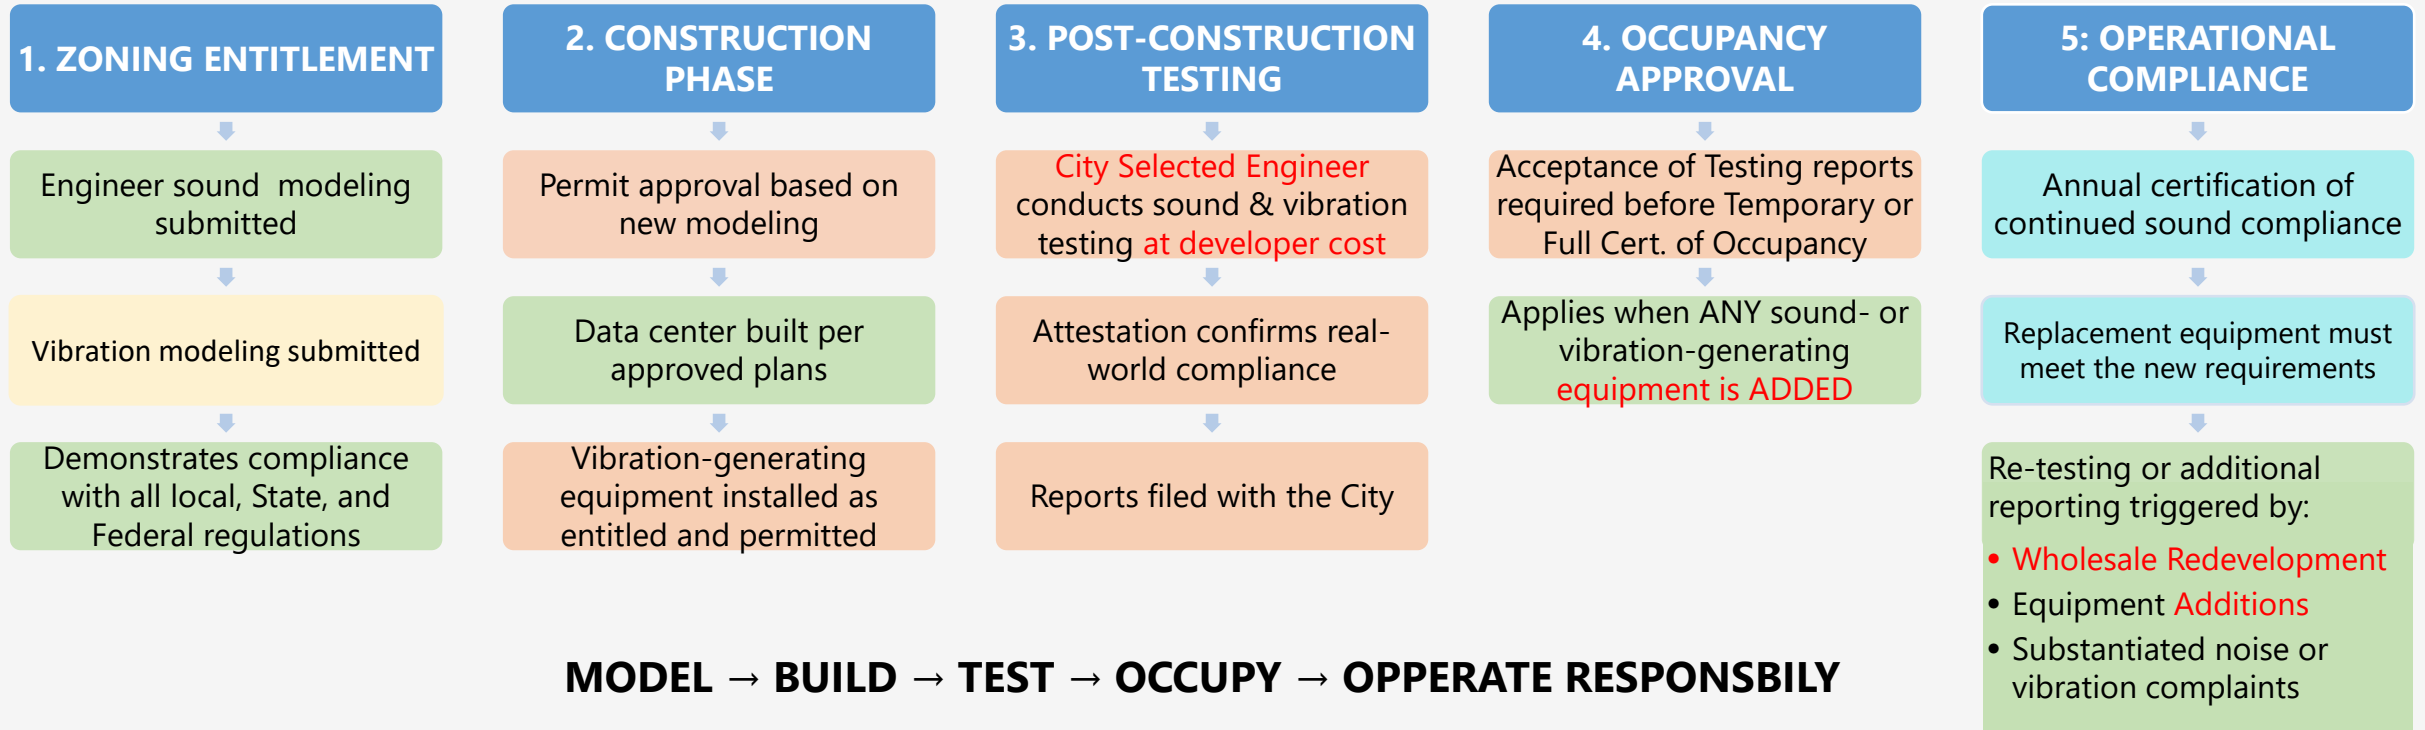 1. ZONING ENTITLEMENT
Engineer sound  modeling
submitted
Vibration modeling submitted
Demonstrates compliance
with all local, State, and
Federal regulations
2. CONSTRUCTION
PHASE
Permit approval based on
new modeling
Data center built per
approved plans
Vibration-generating
equipment installed as
entitled and permitted
3. POST-CONSTRUCTION
TESTING
City Selected Engineer
conducts sound & vibration
testing at developer cost
Attestation confirms real-
world compliance
Reports filed with the City
4. OCCUPANCY
APPROVAL
Acceptance of Testing reports
required before Temporary or
Full Cert. of Occupancy
Applies when ANY sound- or
vibration-generating
equipment is ADDED
5: OPERATIONAL
COMPLIANCE
Annual certification of
continued sound compliance
Replacement equipment must
meet the new requirements
Re-testing or additional
reporting triggered by:
• Wholesale Redevelopment
• Equipment Additions
• Substantiated noise or
vibration complaints
MODEL → BUILD → TEST → OCCUPY → OPPERATE RESPONSBILY